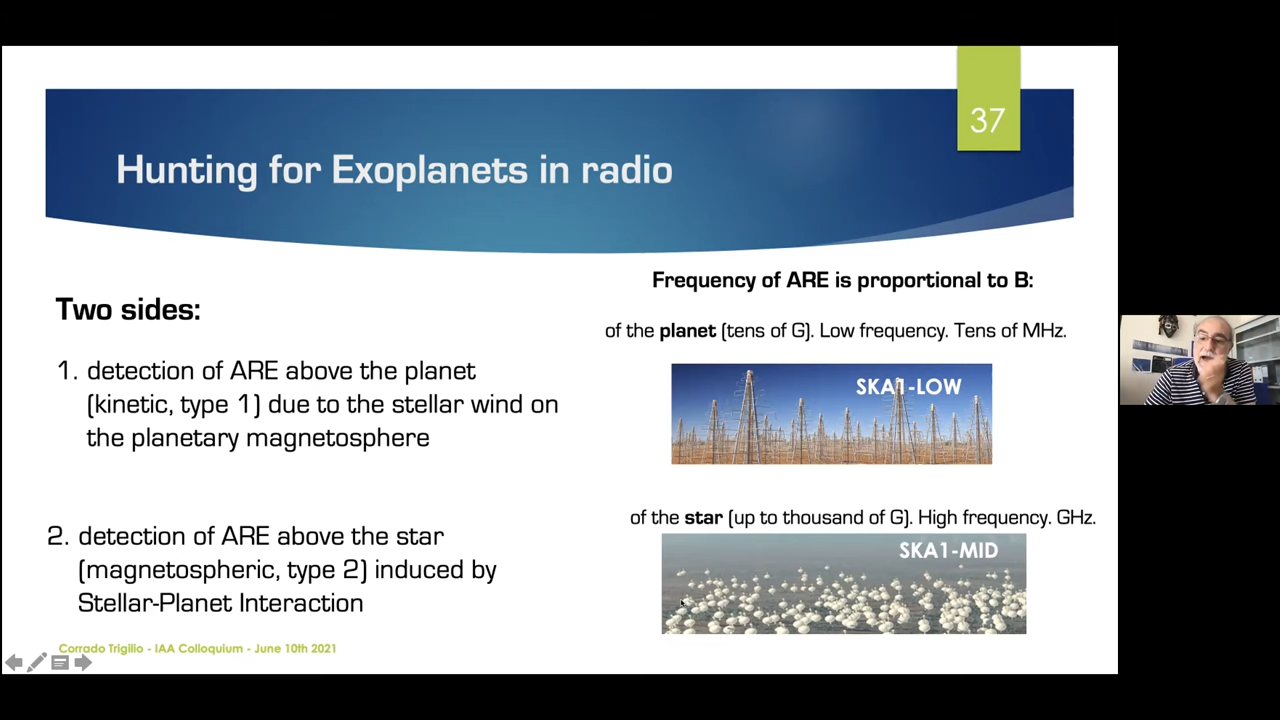 37
Hunting for Exoplanets in radio
Two sides:
1. detection of ARE above the planet
(kinetic, type 1) due to the stellar wind on
the planetary magnetosphere
2. detection of ARE above the star
(magnetospheric, type 2) induced by
Stellar-Planet Interaction
Frequency of ARE is proportional to B:
of the planet (tens of G). Low frequency. Tens of MHz.
SKA1-LOW
of the star (up to thousand of G). High frequency. GHz.
SKA1-MID
Corrado Trigilio - IAA Colloquium - June 10th 2021